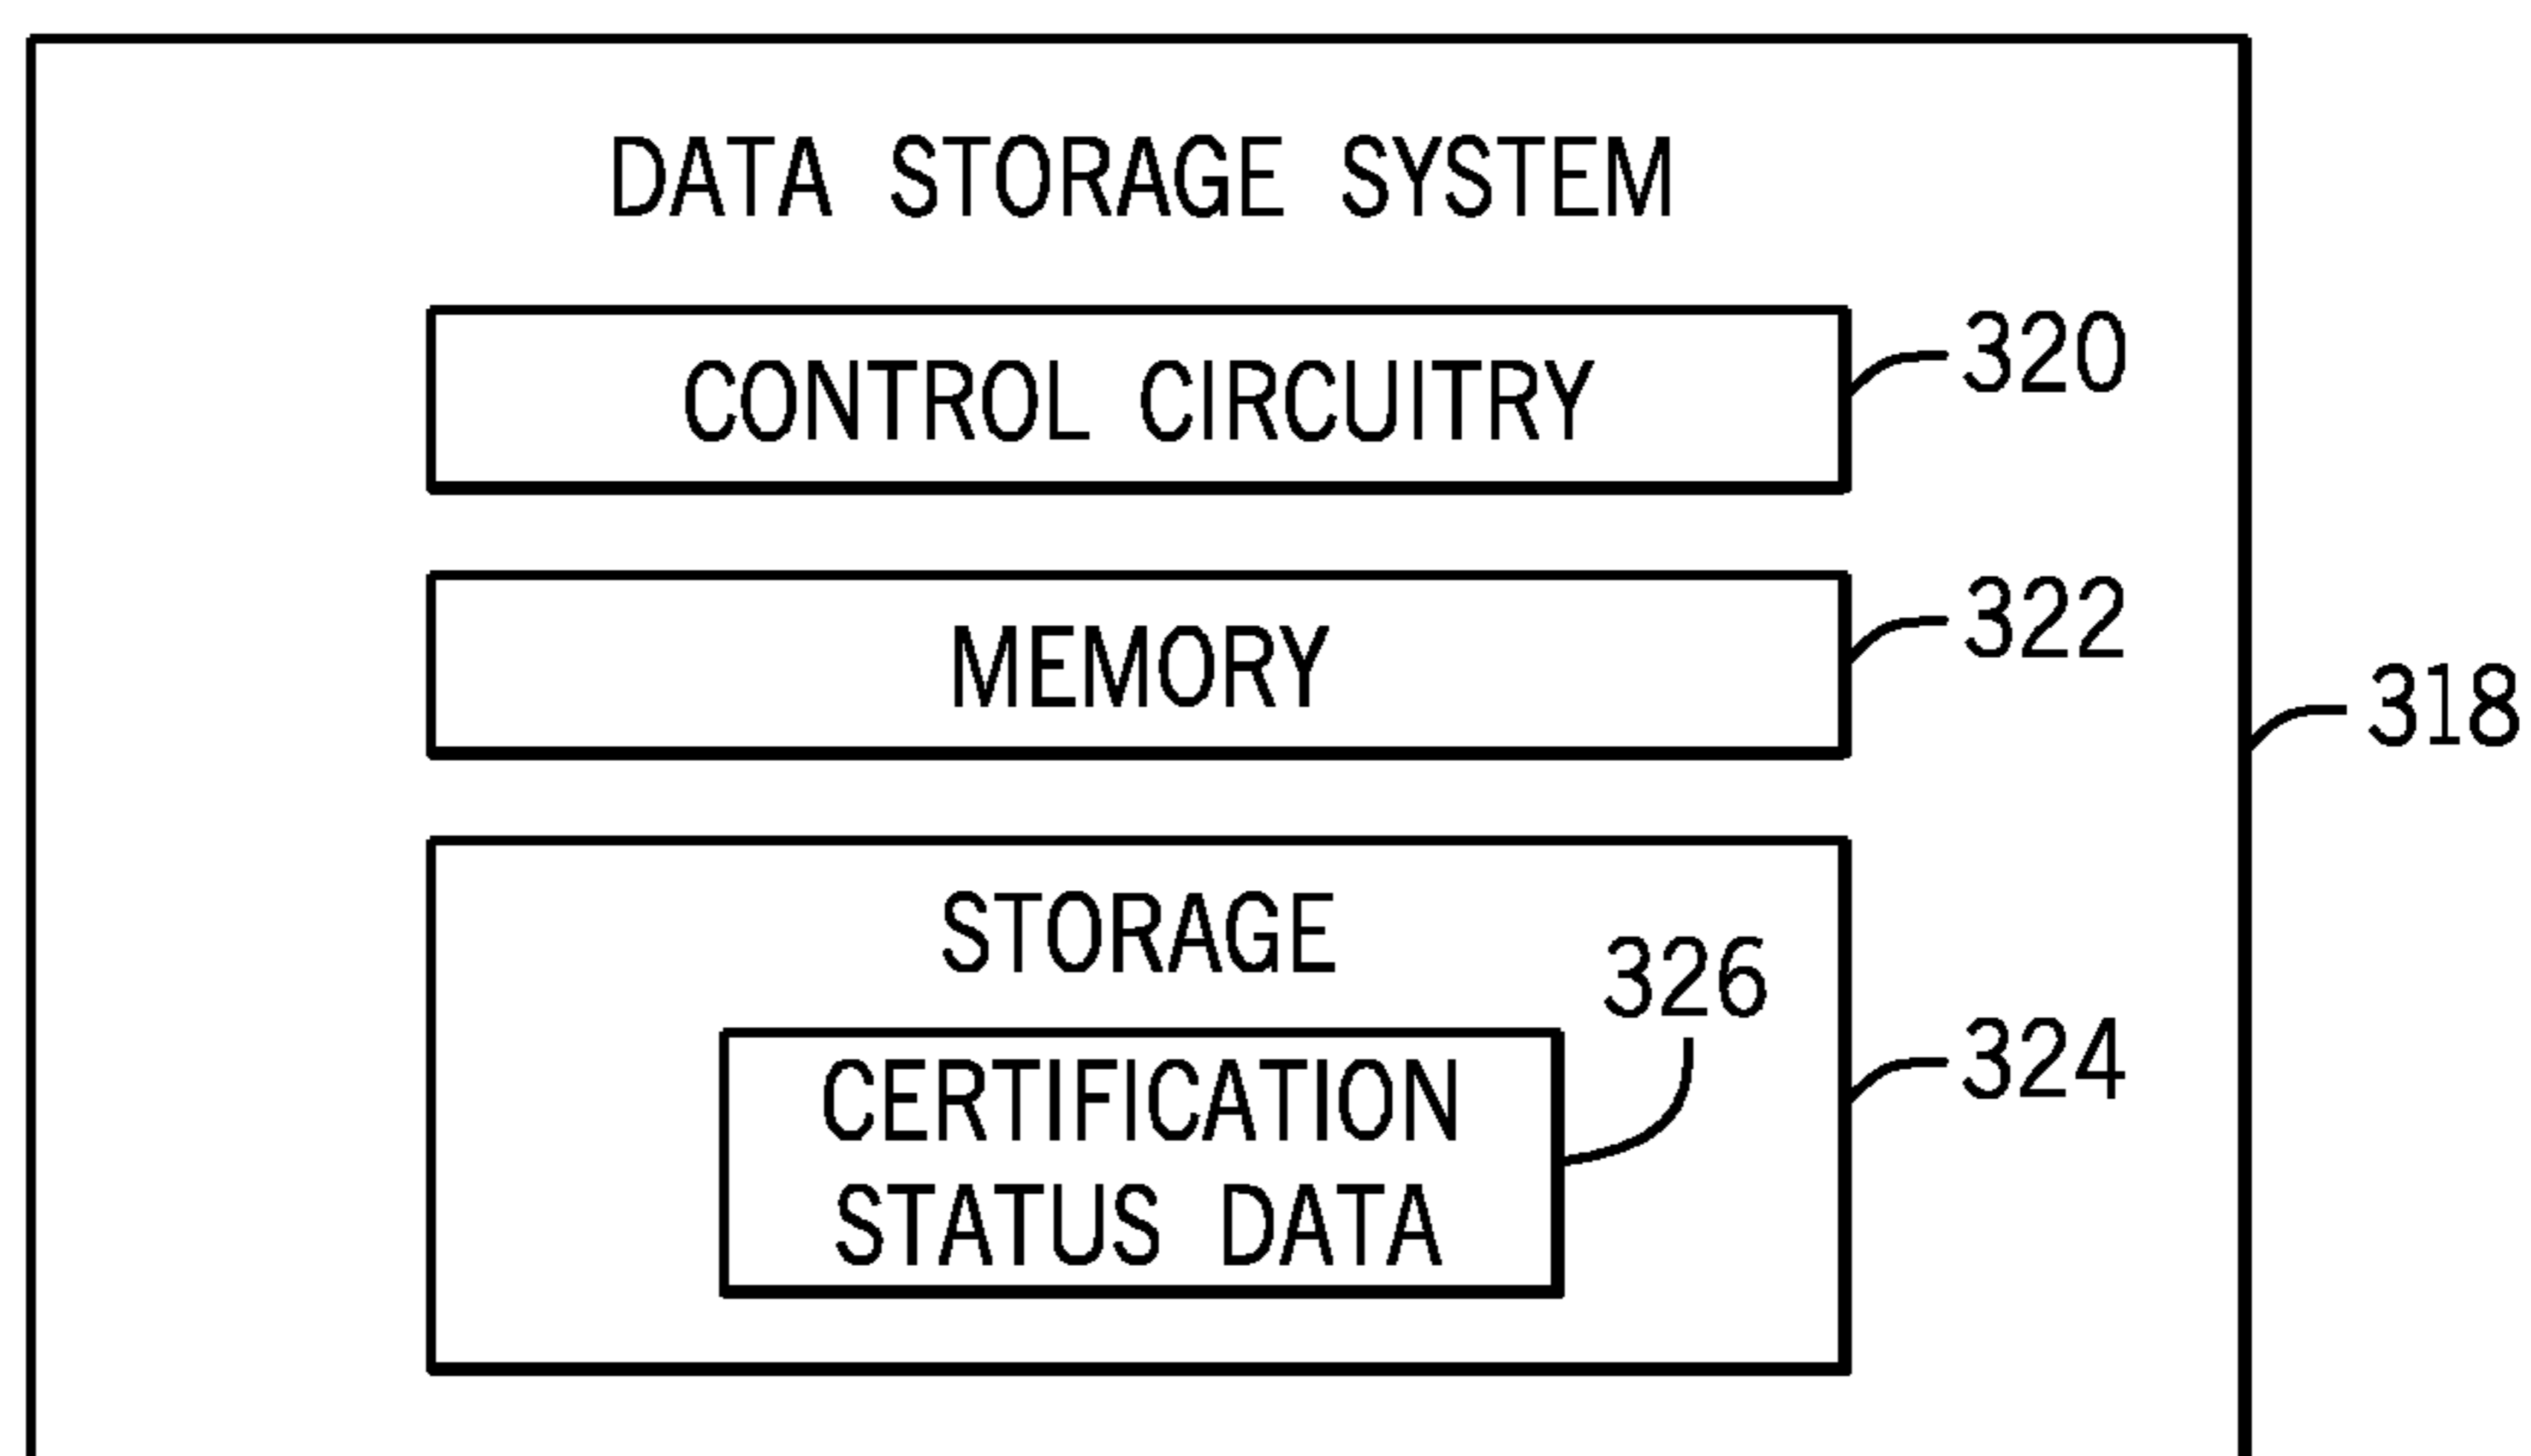 DATA STORAGE SYSTEM
CONTROL CIRCUITRY
320
MEMORY
322
318
STORAGE
326
CERTIFICATION
STATUS DATA
324